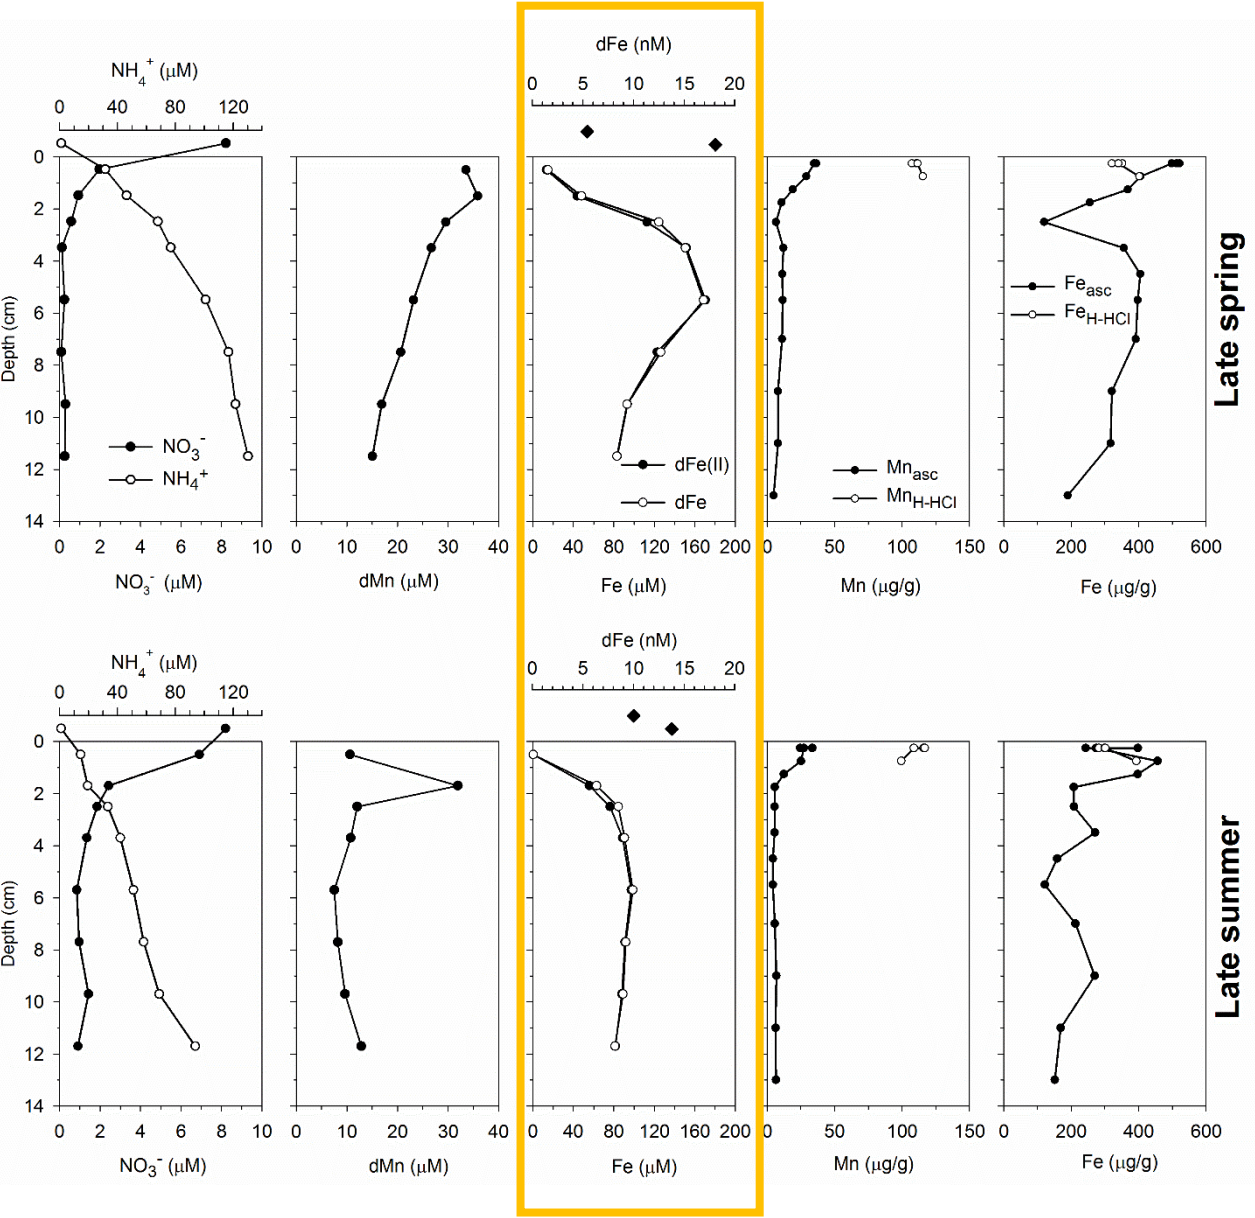 dFe (nM)
NH4+ (μM)
0 5 10 15 20
0 40 80 120
0
2
4
6
8
10
12
14
Depth (cm)
NO3-
NH4+
dFe(II)
dFe
Mnasc
MnH-HCl
Feasc
FeH-HCl
Late spring
0 2 4 6 8 10
0 10 20 30 40
0 40 80 120 160 200
0 50 100 150
0 200 400 600
NO3- (μM)
dMn (μM)
Fe (μM)
Mn (μg/g)
Fe (μg/g)
dFe (nM)
NH4+ (μM)
0 5 10 15 20
0 40 80 120
0
2
4
6
8
10
12
14
Depth (cm)
Late summer
0 2 4 6 8 10
0 10 20 30 40
0 40 80 120 160 200
0 50 100 150
0 200 400 600
NO3- (μM)
dMn (μM)
Fe (μM)
Mn (μg/g)
Fe (μg/g)